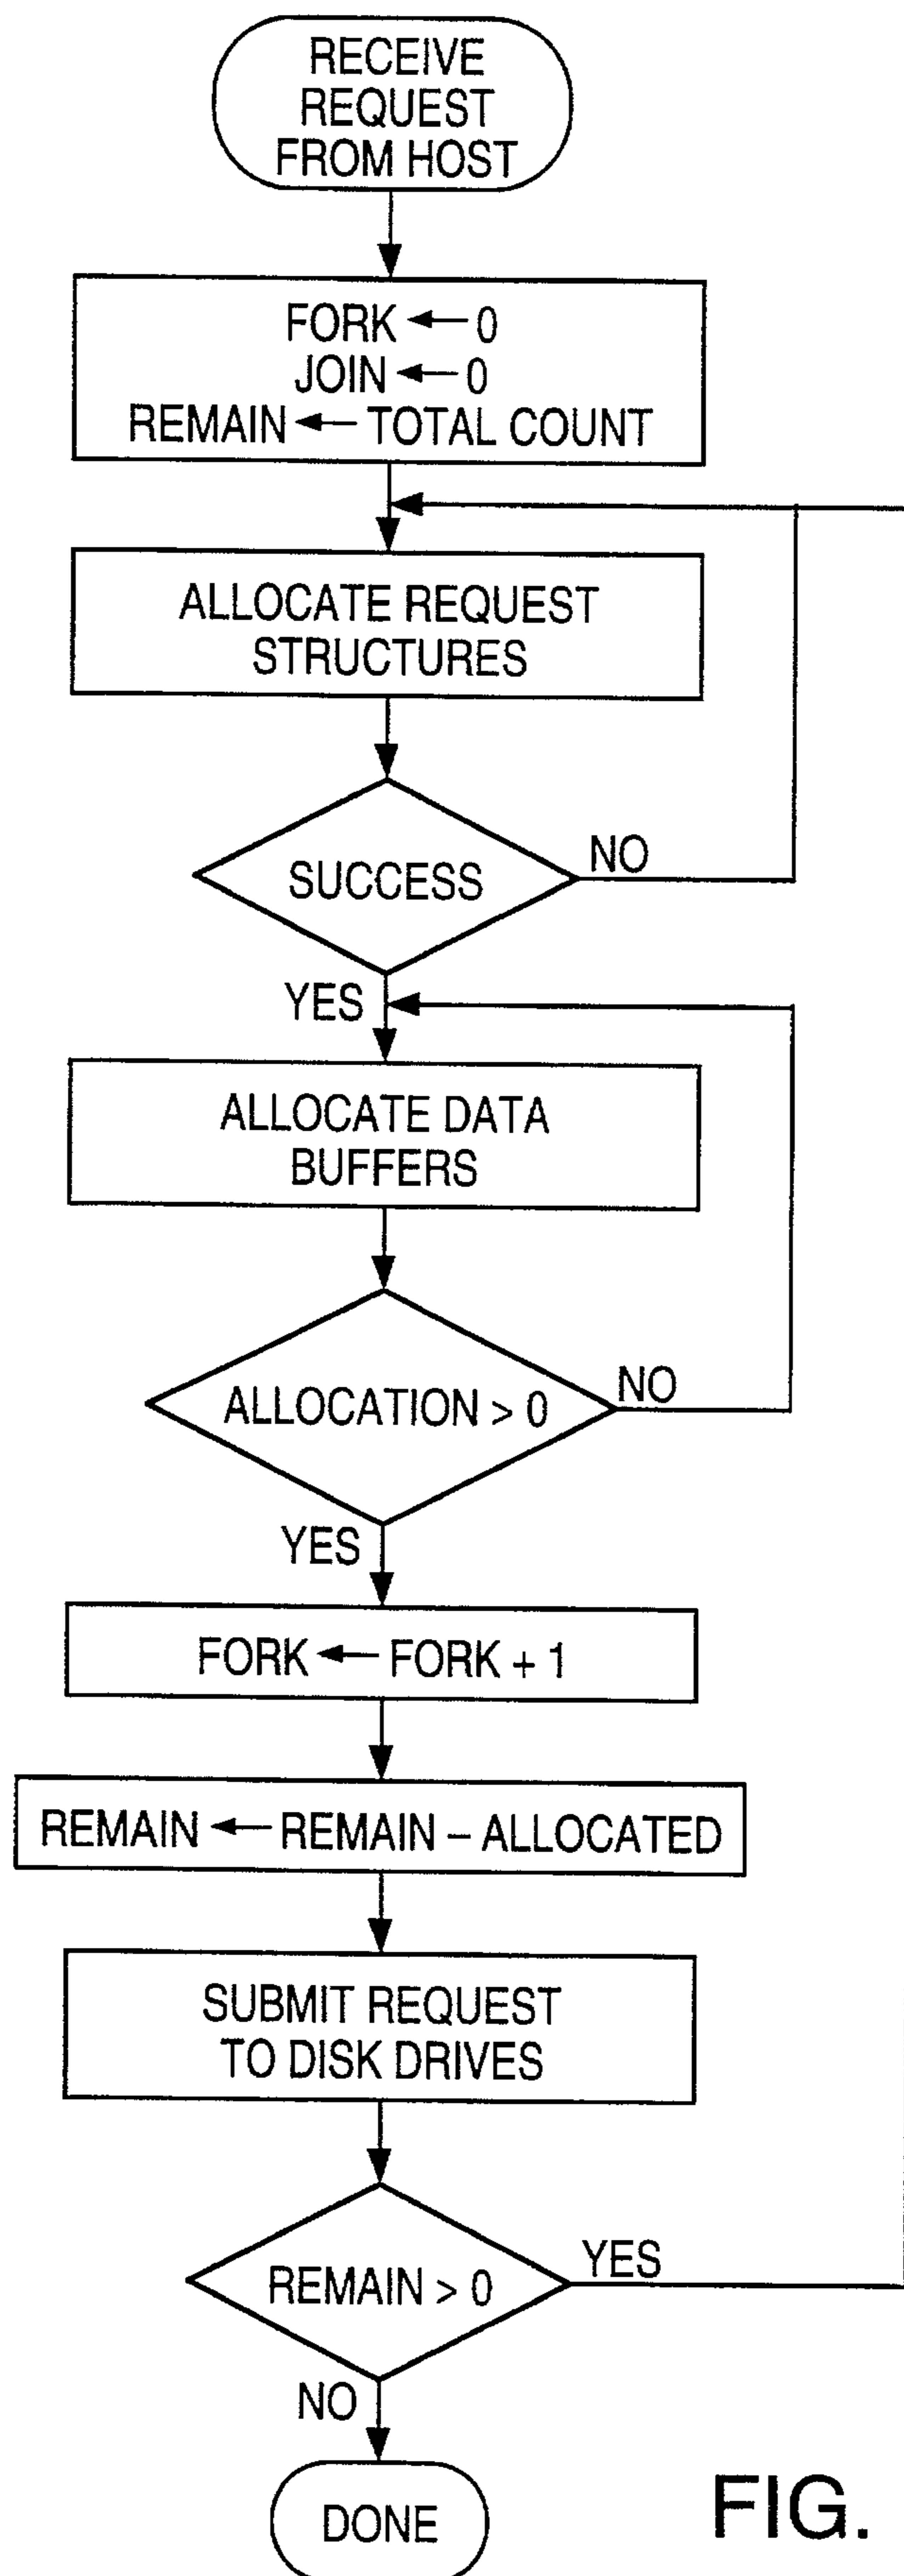 RECEIVE
REQUEST
FROM HOST
FORK ← 0
JOIN ← 0
REMAIN ← TOTAL COUNT
ALLOCATE REQUEST
STRUCTURES
SUCCESS
NO
YES
ALLOCATE DATA
BUFFERS
ALLOCATION > 0
NO
YES
FORK ← FORK + 1
REMAIN ← REMAIN – ALLOCATED
SUBMIT REQUEST
TO DISK DRIVES
REMAIN > 0
YES
NO
DONE
FIG.